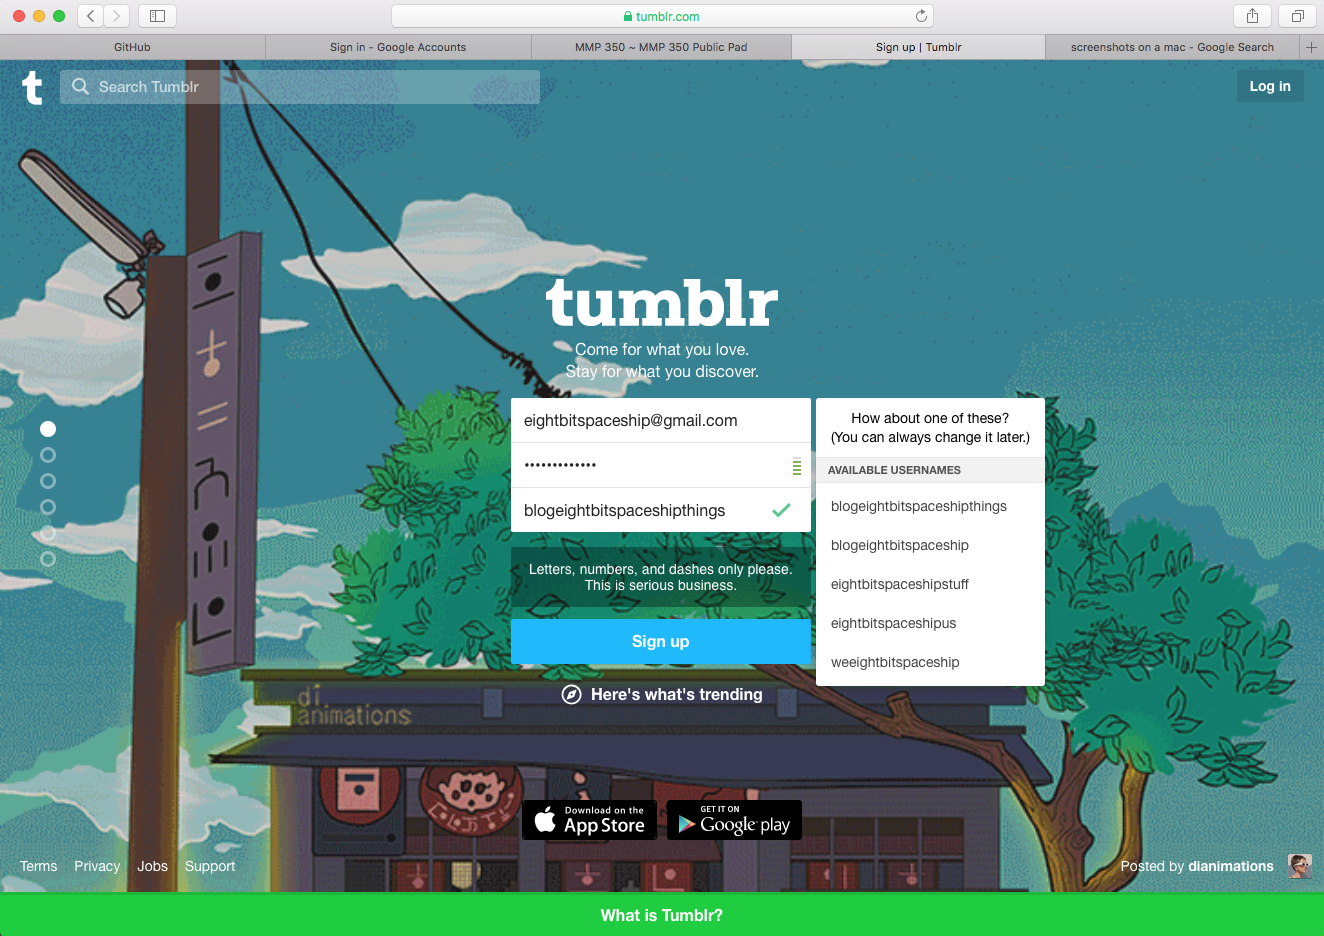 tumblr.com
GitHub
Sign in - Google Accounts
MMP 350 ~ MMP 350 Public Pad
Sign up | Tumblr
screenshots on a mac - Google Search
t
Search Tumblr
Log in
tumblr
Come for what you love.
Stay for what you discover.
eightbitspaceship@gmail.com
•••••••••••••
blogeightbitspaceshipthings
Letters, numbers, and dashes only please.
This is serious business.
Sign up
Here's what's trending
How about one of these?
(You can always change it later.)
AVAILABLE USERNAMES
blogeightbitspaceshipthings
blogeightbitspaceship
eightbitspaceshipstuff
eightbitspaceshipus
weeightbitspaceship
di
animations
Download on the
App Store
GET IT ON
Google play
Terms Privacy Jobs Support
Posted by dianimations
What is Tumblr?